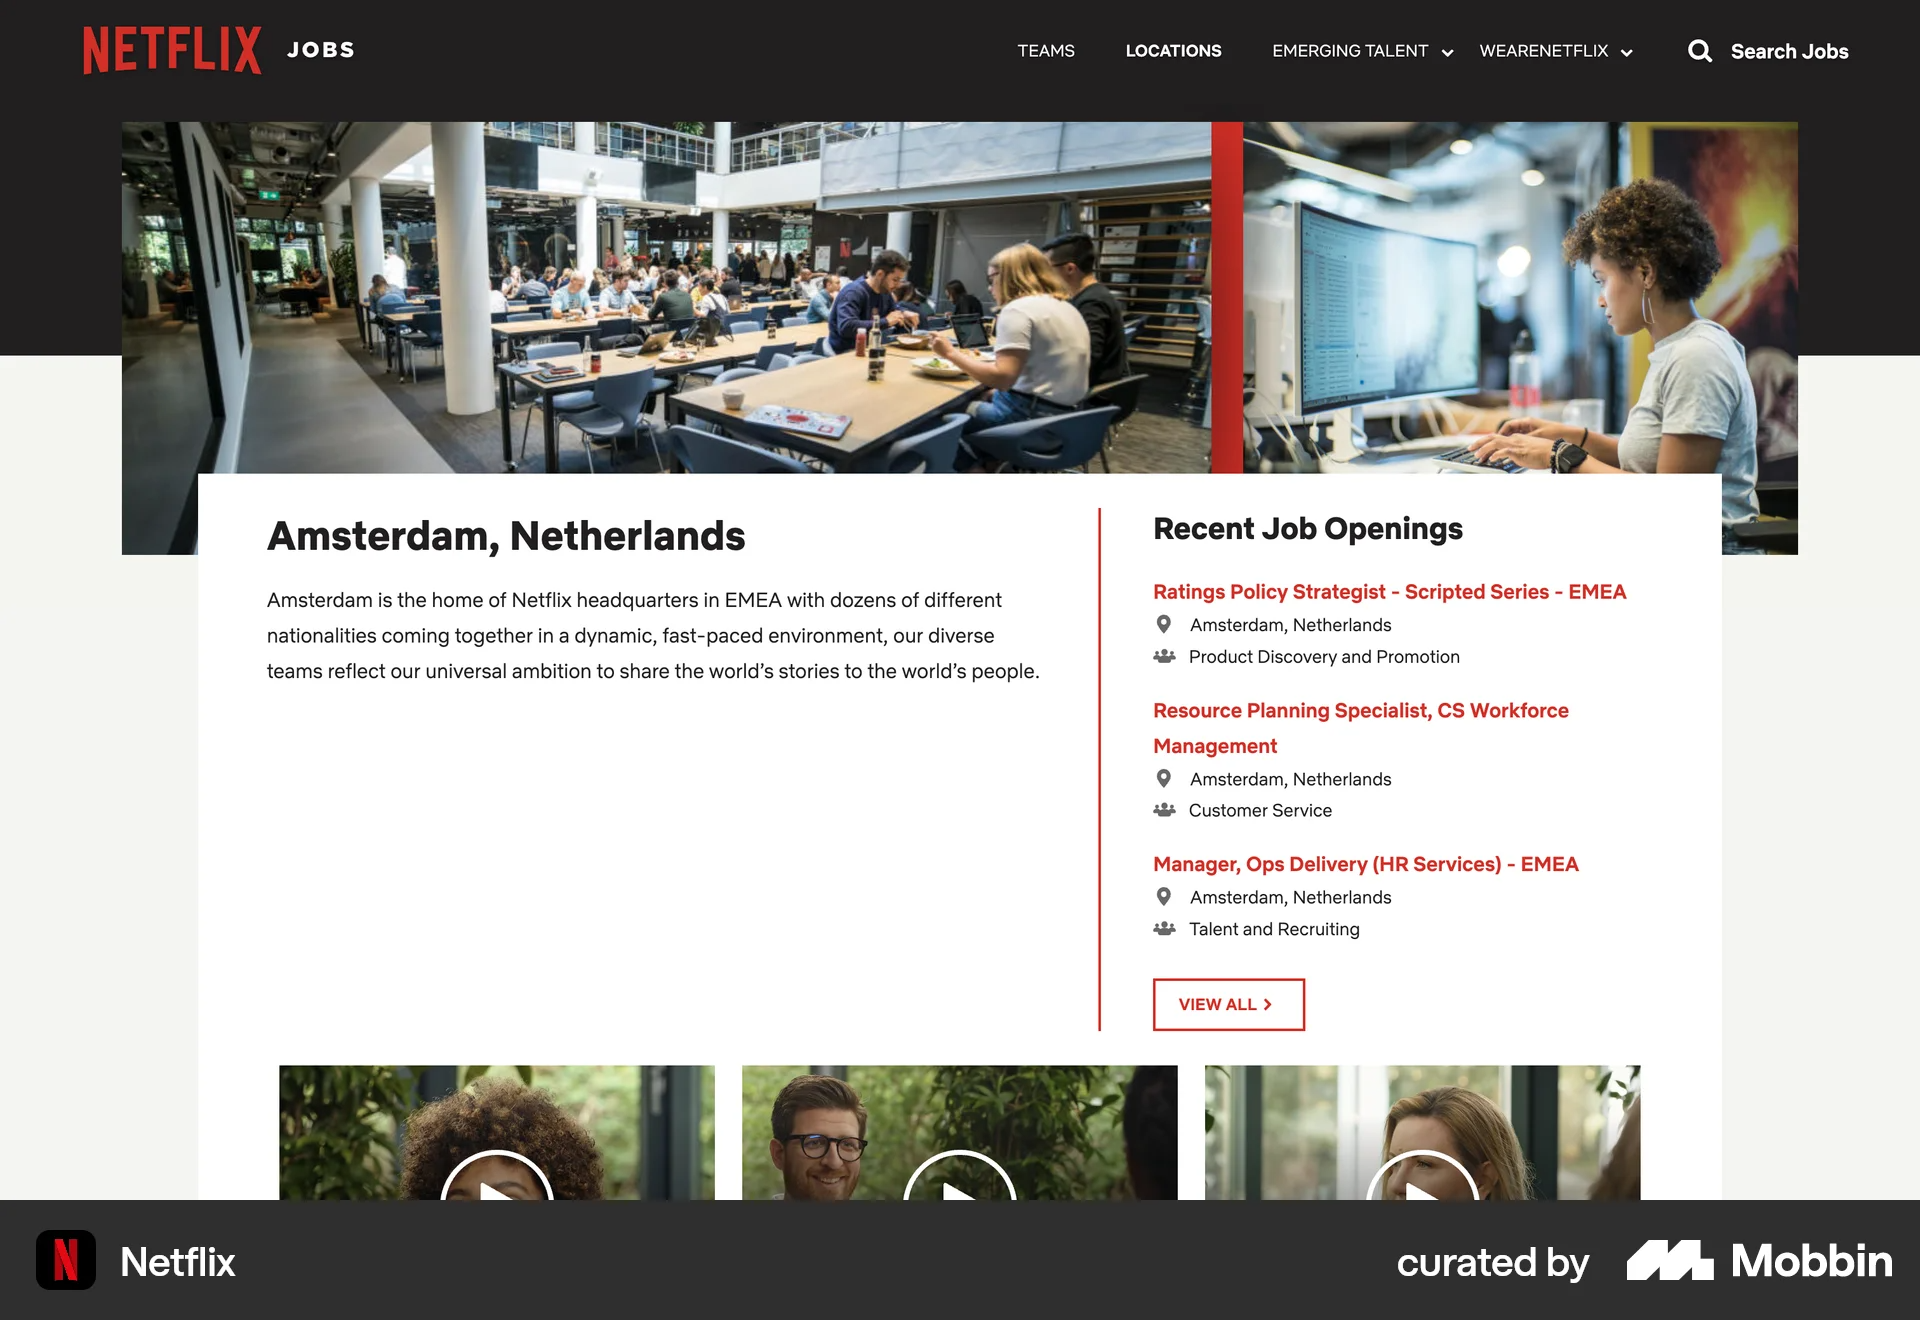 NETFLIX JOBS
TEAMS LOCATIONS EMERGING TALENT WEARENETFLIX Search Jobs
Amsterdam, Netherlands
Amsterdam is the home of Netflix headquarters in EMEA with dozens of different
nationalities coming together in a dynamic, fast-paced environment, our diverse
teams reflect our universal ambition to share the world’s stories to the world’s people.
Recent Job Openings
Ratings Policy Strategist - Scripted Series - EMEA
Amsterdam, Netherlands
Product Discovery and Promotion
Resource Planning Specialist, CS Workforce
Management
Amsterdam, Netherlands
Customer Service
Manager, Ops Delivery (HR Services) - EMEA
Amsterdam, Netherlands
Talent and Recruiting
VIEW ALL
N Netflix
curated by Mobbin